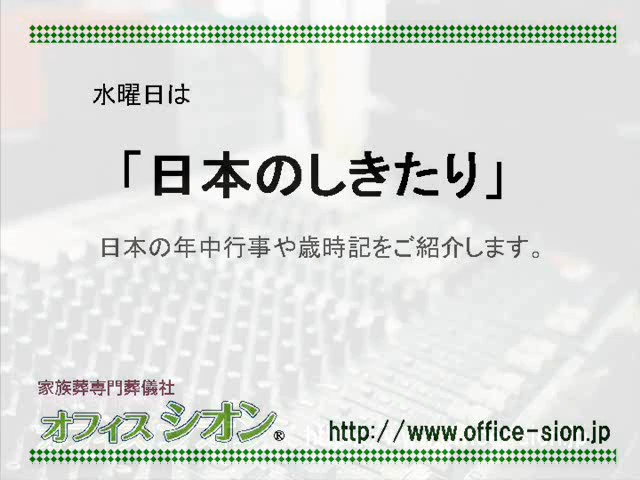 水曜日は
「日本のしきたり」
日本の年中行事や歳時記をご紹介します。
家族葬専門葬儀社
オフィスシオン®
http://www.office-sion.jp